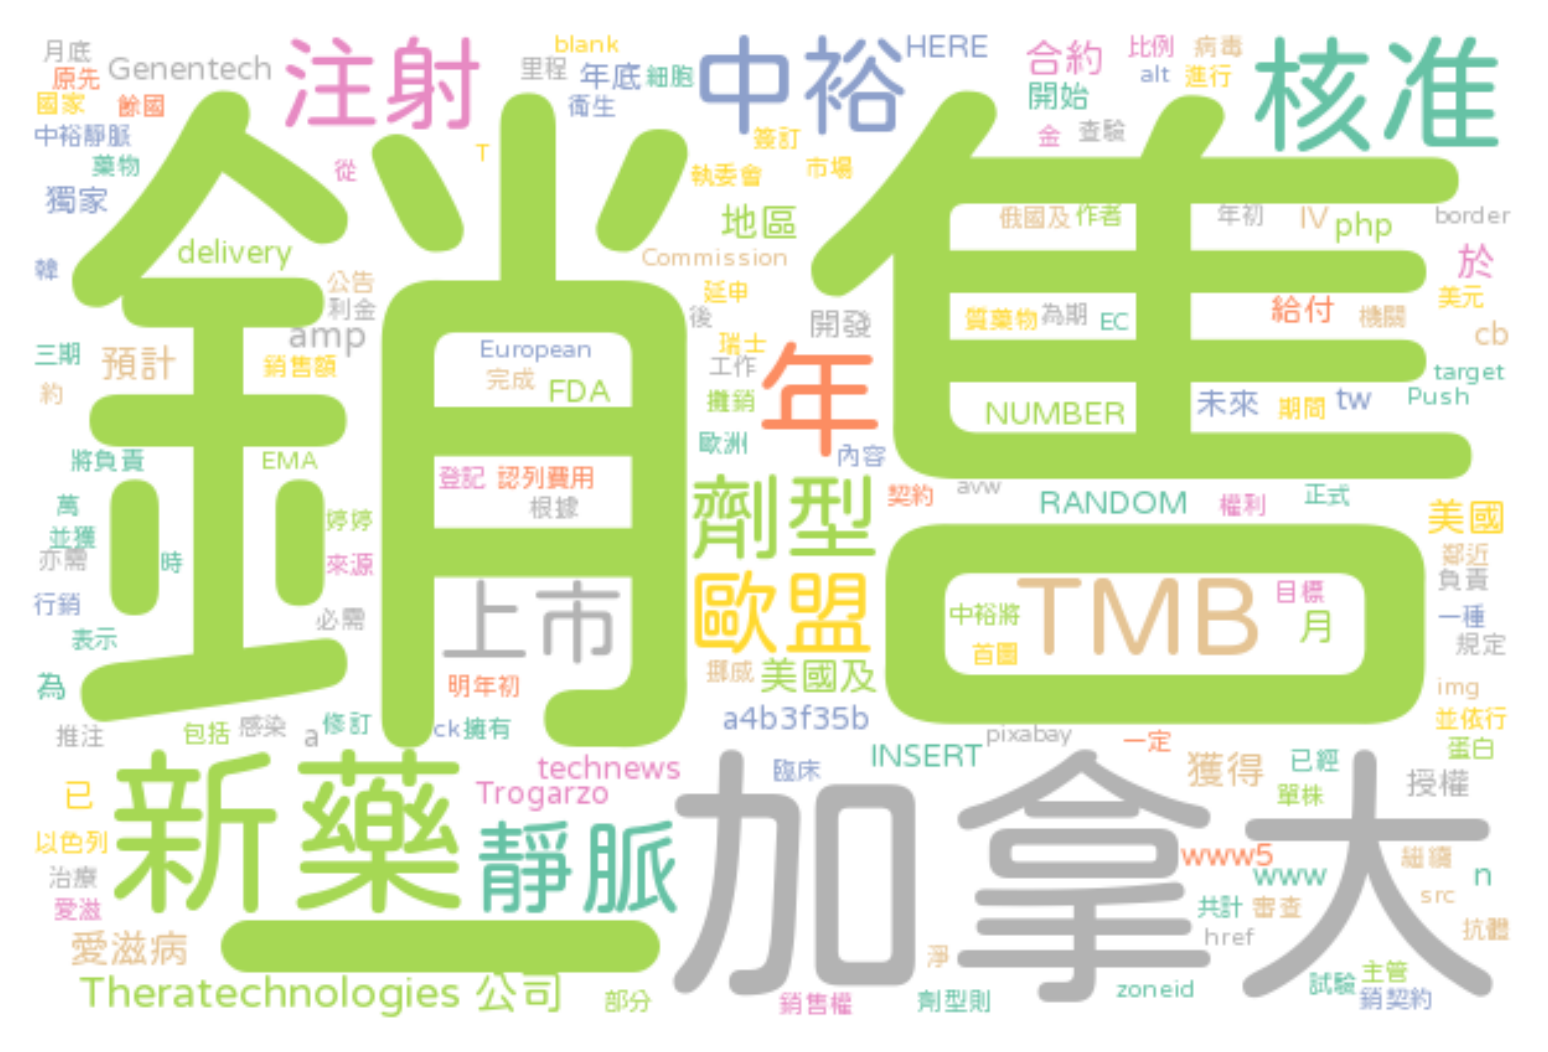 月底
Genentech
注射
blank
里程
年底
細胞
中裕
HERE
合約
比例
病毒
alt
進行
核准
原先
國家
餘國
衛生
開始
中裕靜脈
藥物
獨家
從
T
簽訂
執委會
市場
金
查驗
銷售
delivery
地區
俄國及
作者
年初
IV
php
border
韓
公告
利金
Commission
延申
於
amp
後
開發
質藥物
為期
EC
給付
機關
美元
cb
三期
預計
銷售額
European
瑞士
工作
年
target
約
完成
FDA
攤銷
NUMBER
未來
期間
tw
Push
將負責
EMA
歐洲
內容
登記
認列費用
根據
劑型
契約
avw
RANDOM
權利
正式
萬
並獲
亦需
時
婷婷
來源
美國
鄰近
負責
行銷
必需
表示
上市
歐盟
中裕將
首圖
TMB
目標
月
一種
規定
為
明年初
挪威
美國及
img
推注
包括
感染
a
修訂
ck
擁有
a4b3f35b
並依行
蛋白
INSERT
pixabay
一定
新藥
technews
Trogarzo
臨床
獲得
已經
單株
授權
已
以色列
治療
愛滋
靜脈
加拿大
www5
www
繼續
n
src
愛滋病
一
共計
審查
href
抗體
淨
Theratechnologies
公司
部分
銷售權
劑型則
zoneid
試驗
主管
銷契約